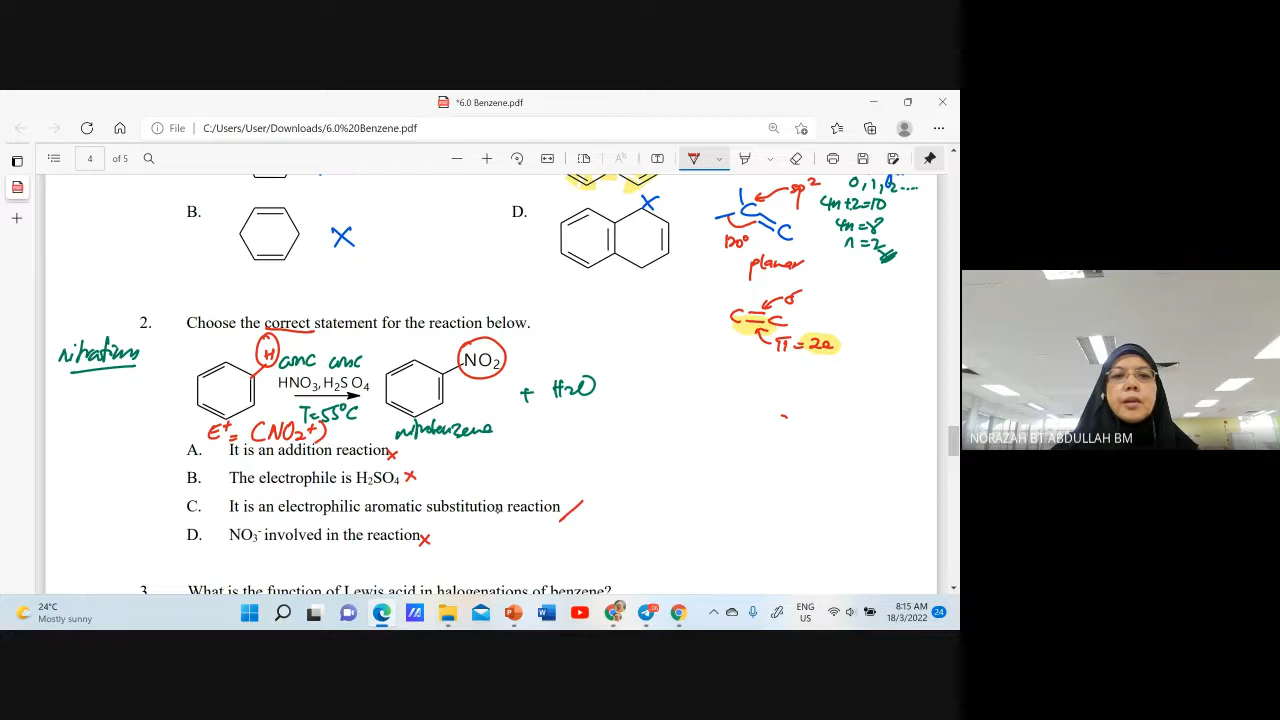 *6.0 Benzene.pdf
File C:/Users/User/Downloads/6.0%20Benzene.pdf
4 of 5
B.
X
D.
X
sp2
120°
C
C
planar
0, 1, 2....
4n+2=10
4n=8
n=2
C=C
σ
π = 2e
2. Choose the correct statement for the reaction below.
nitration
H
conc conc
HNO3, H2SO4
T=55°C
NO2
nitrobenzene
+ H2O
E+ = (NO2+)
A. It is an addition reaction x
B. The electrophile is H2SO4 x
C. It is an electrophilic aromatic substitution reaction /
D. NO3- involved in the reaction x
3. What is the function of Lewis acid in halogenations of benzene?
NORAZAH BT ABDULLAH BM
24°C
Mostly sunny
ENG
US
8:15 AM
18/3/2022
24